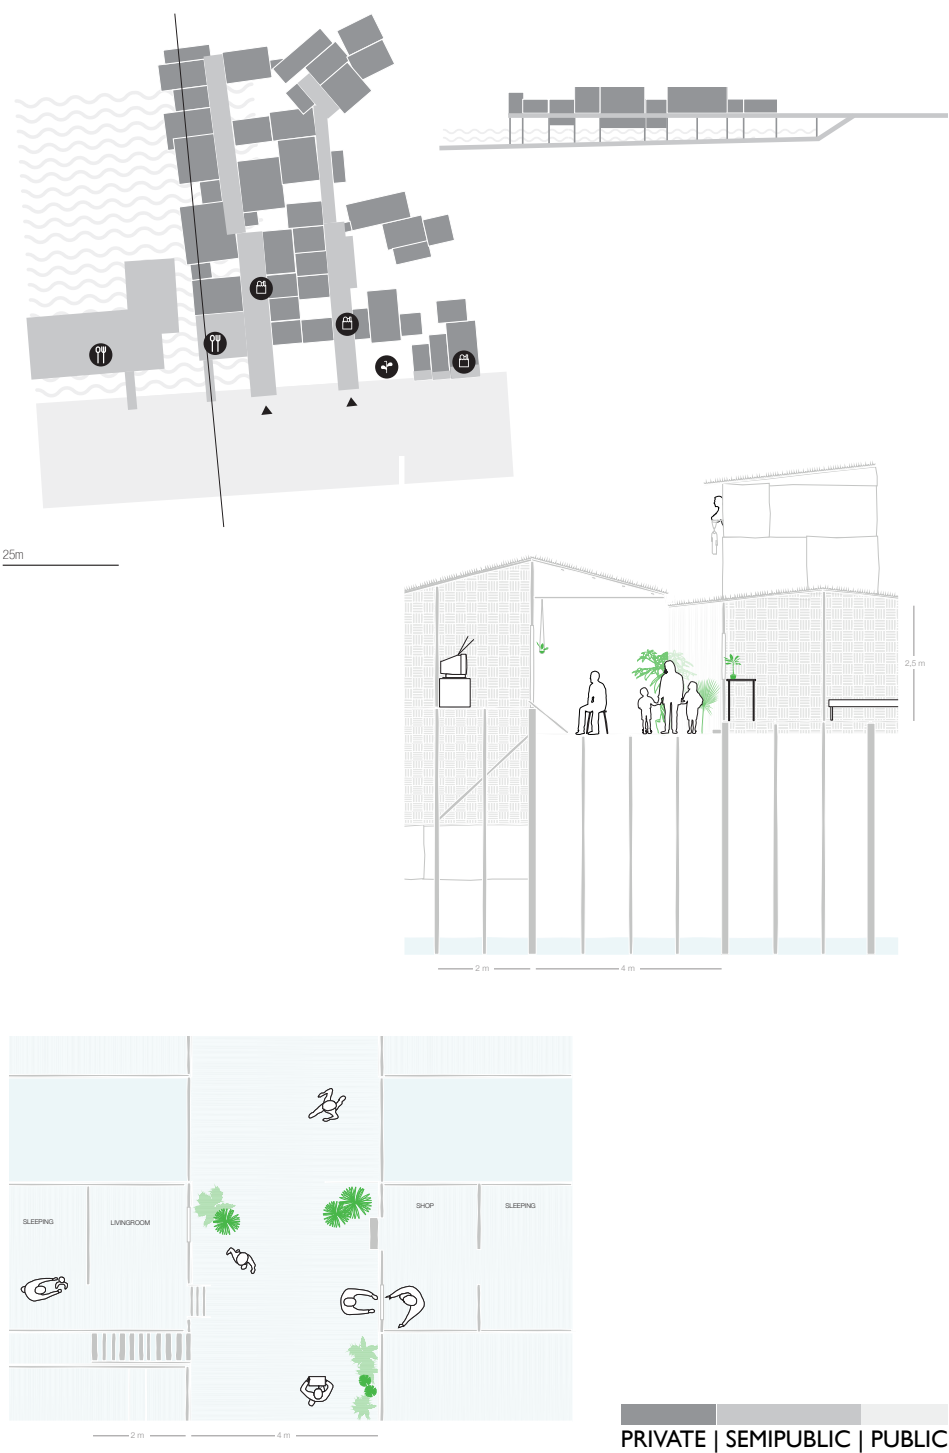 25m
2,5 m
2 m
4 m
SLEEPING
LIVINGROOM
SHOP
SLEEPING
2 m
4 m
PRIVATE | SEMIPUBLIC | PUBLIC